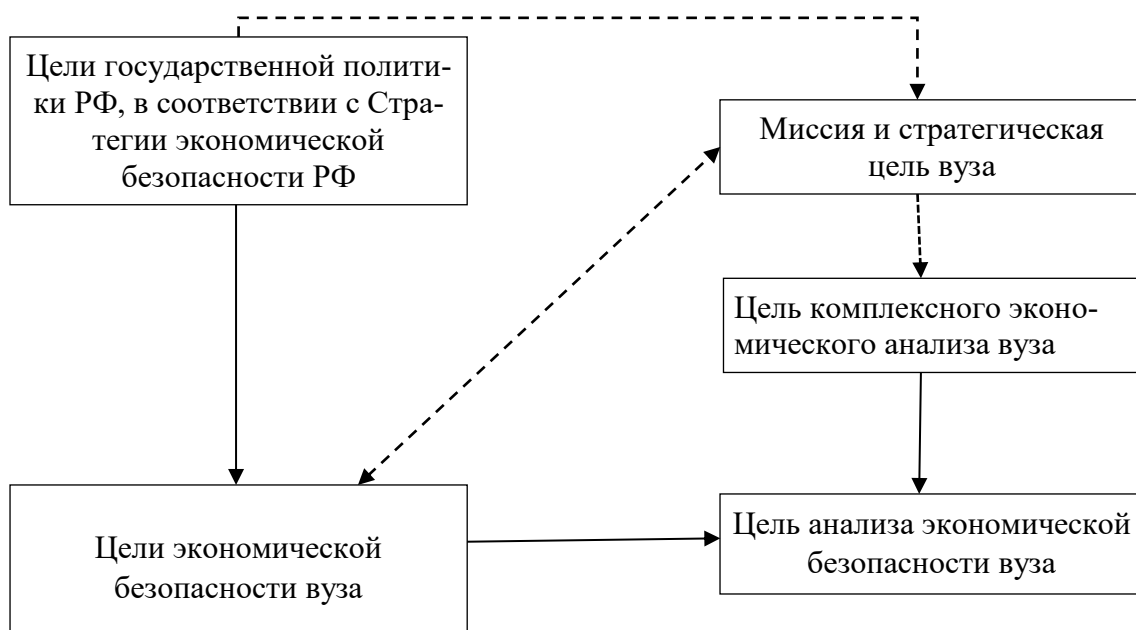 Цели государственной полити-
ки РФ, в соответствии с Стра-
тегии экономической
безопасности РФ
Миссия и стратегическая
цель вуза
Цель комплексного эконо-
мического анализа вуза
Цели экономической
безопасности вуза
Цель анализа экономической
безопасности вуза